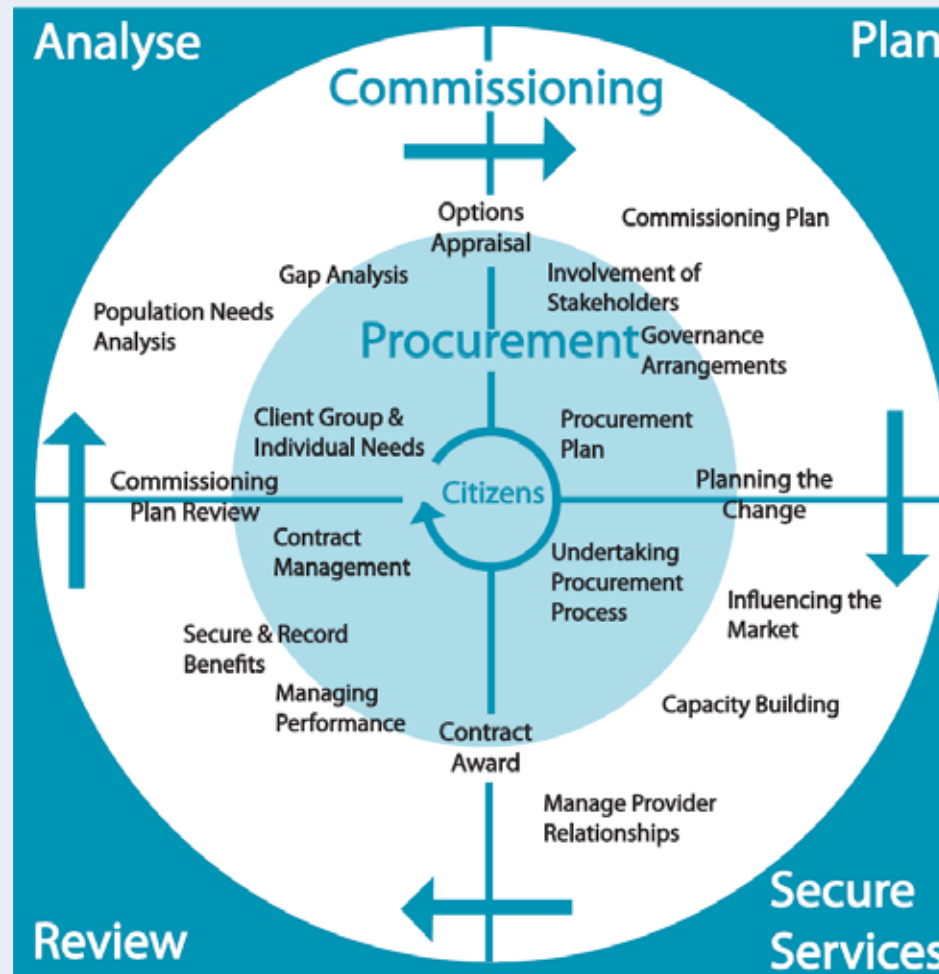 Analyse
Plan
Commissioning
Options
Appraisal
Commissioning Plan
Gap Analysis
Involvement of
Stakeholders
Population Needs
Analysis
Procurement
Governance
Arrangements
Client Group &
Individual Needs
Procurement
Plan
Commissioning
Plan Review
Citizens
Planning the
Change
Contract
Management
Undertaking
Procurement
Process
Influencing the
Market
Secure & Record
Benefits
Managing
Performance
Capacity Building
Contract
Award
Manage Provider
Relationships
Review
Secure
Services